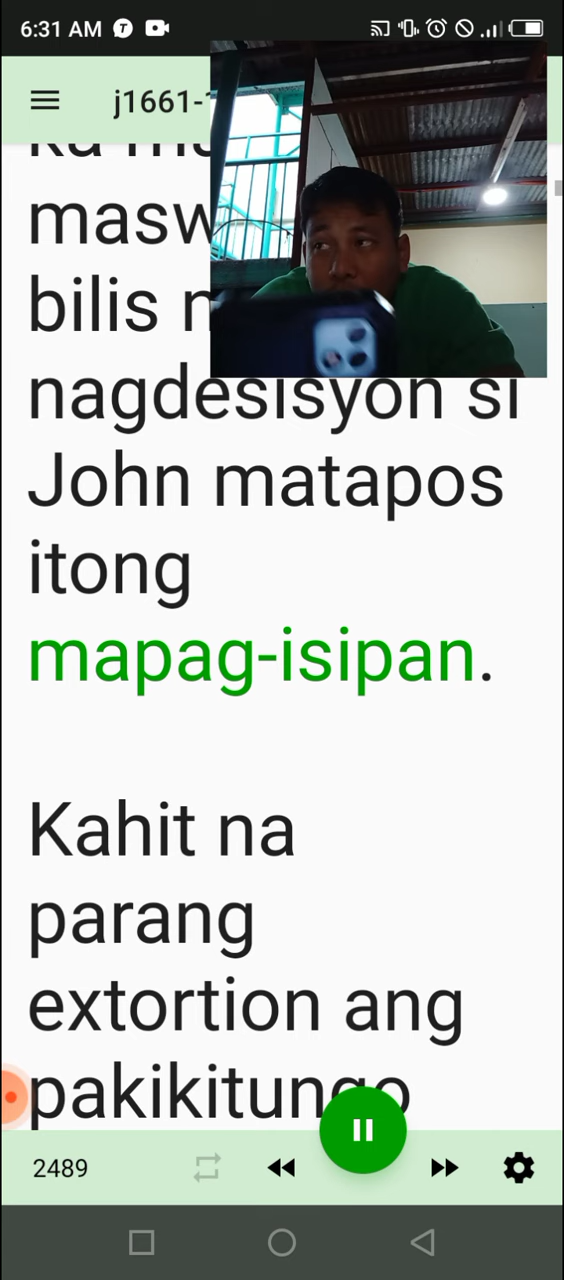 6:31 AM
j1661-
bilis
nagdesisyon si
John matapos
itong
mapag-isipan.
Kahit na
parang
extortion ang
pakikitungo
2489